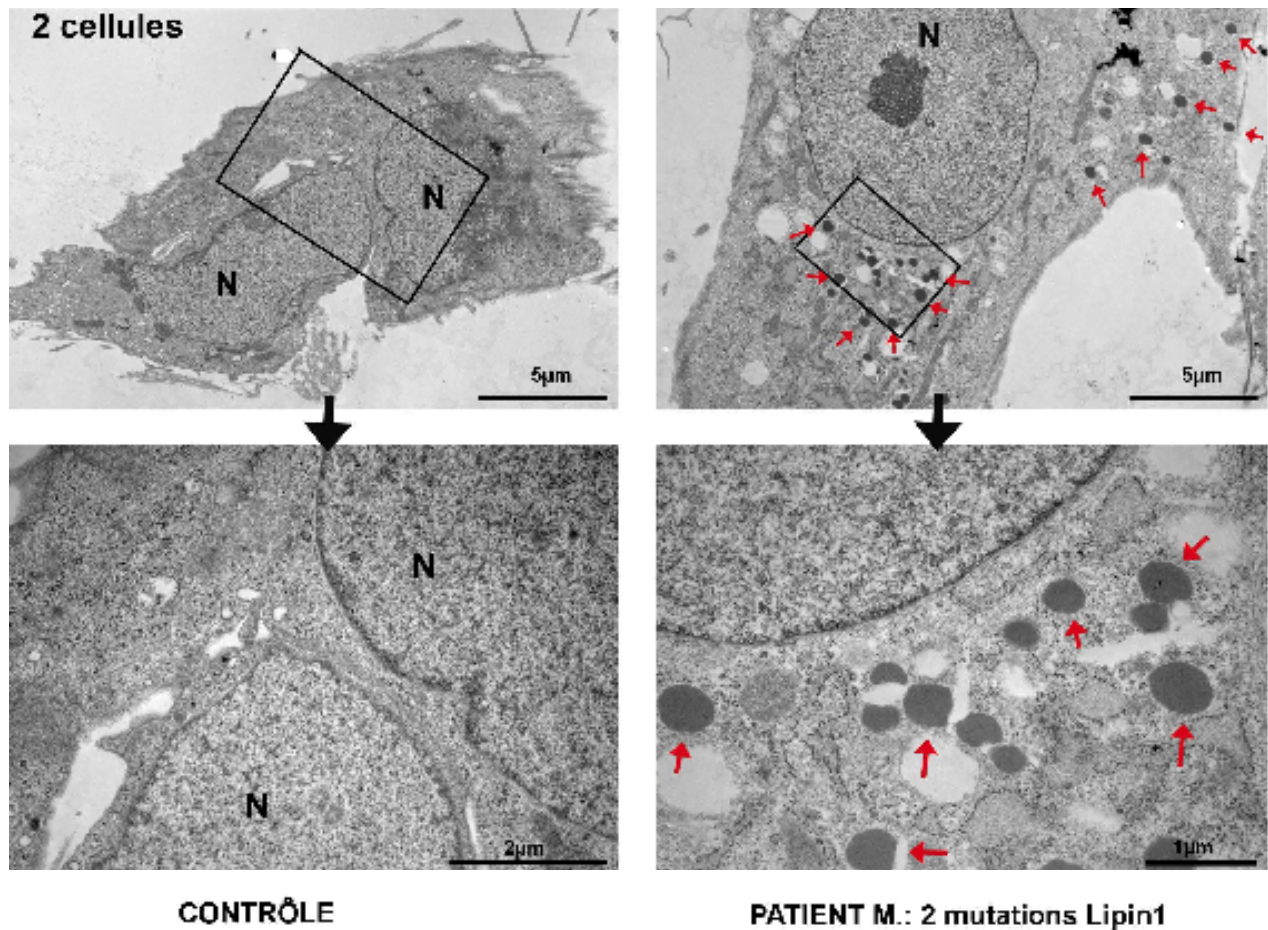 2 cellules
N
N
5µm
N
5µm
N
N
2µm
1µm
CONTRÔLE
PATIENT M.: 2 mutations Lipin1